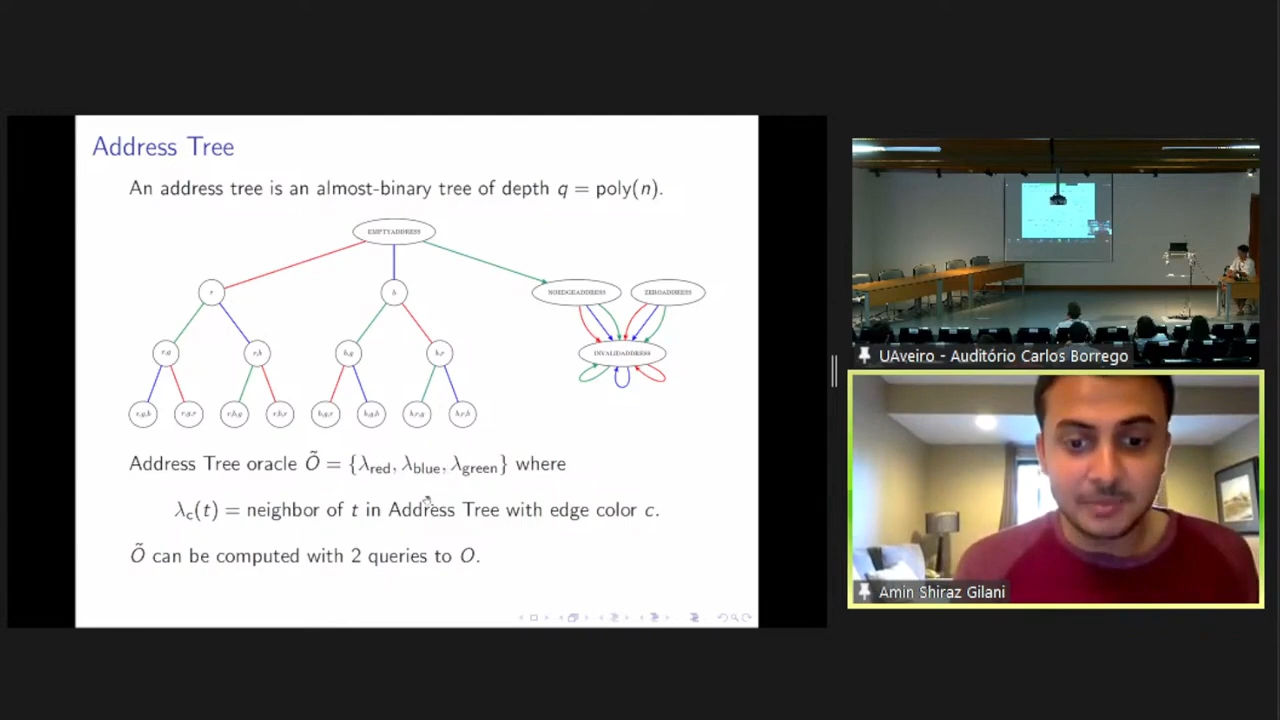 Address Tree
An address tree is an almost-binary tree of depth q = poly(n).
EMPTYADDRESS
r
b
NOEDGEADDRESS
ZEROADDRESS
r,g
r,b
b,g
b,r
INVALIDADDRESS
r,g,b
r,g,r
r,b,g
r,b,r
b,g,r
b,g,b
b,r,g
b,r,b
Address Tree oracle Õ = {λred, λblue, λgreen} where
λc(t) = neighbor of t in Address Tree with edge color c.
Õ can be computed with 2 queries to O.
UAveiro - Auditório Carlos Borrego
Amin Shiraz Gilani